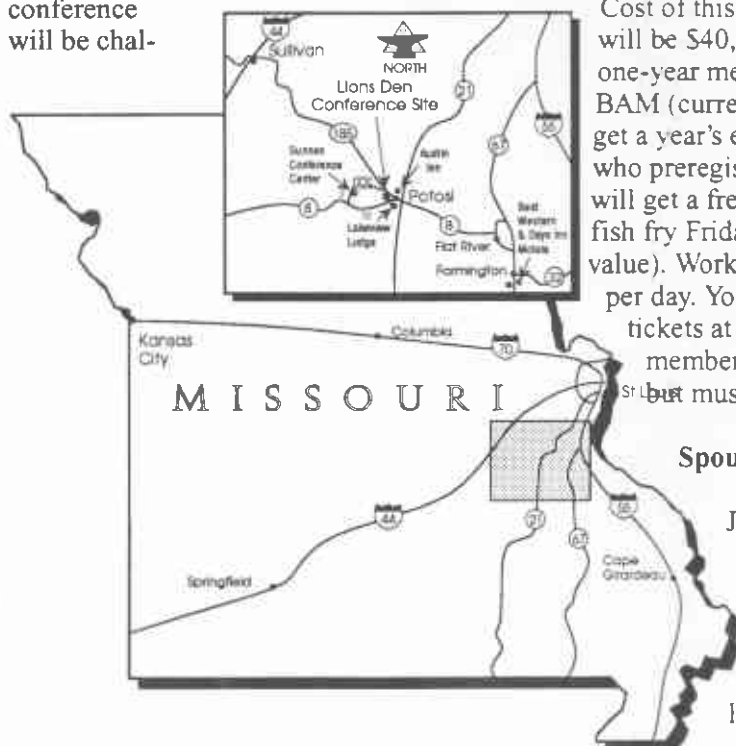 conference
will be chal-
44
Sullivan
NORTH
Lions Den
Conference Site
21
185
67
55
Sunnen
Conference
Center
Austin
Inn
Potosi
8
Lakeview
Lodge
8
Flat River
Best
Western
& Days Inn
Motels
Farmington
32
Cost of this
will be $40,
one-year me
BAM (curre
get a year's e
who preregis
will get a fre
fish fry Frida
value). Work
per day. Yo
tickets at
member
but mus
Spou
J
Kansas
City
Columbia
70
St Louis
MISSOURI
44
21
67
55
Springfield
Cape
Girardeau